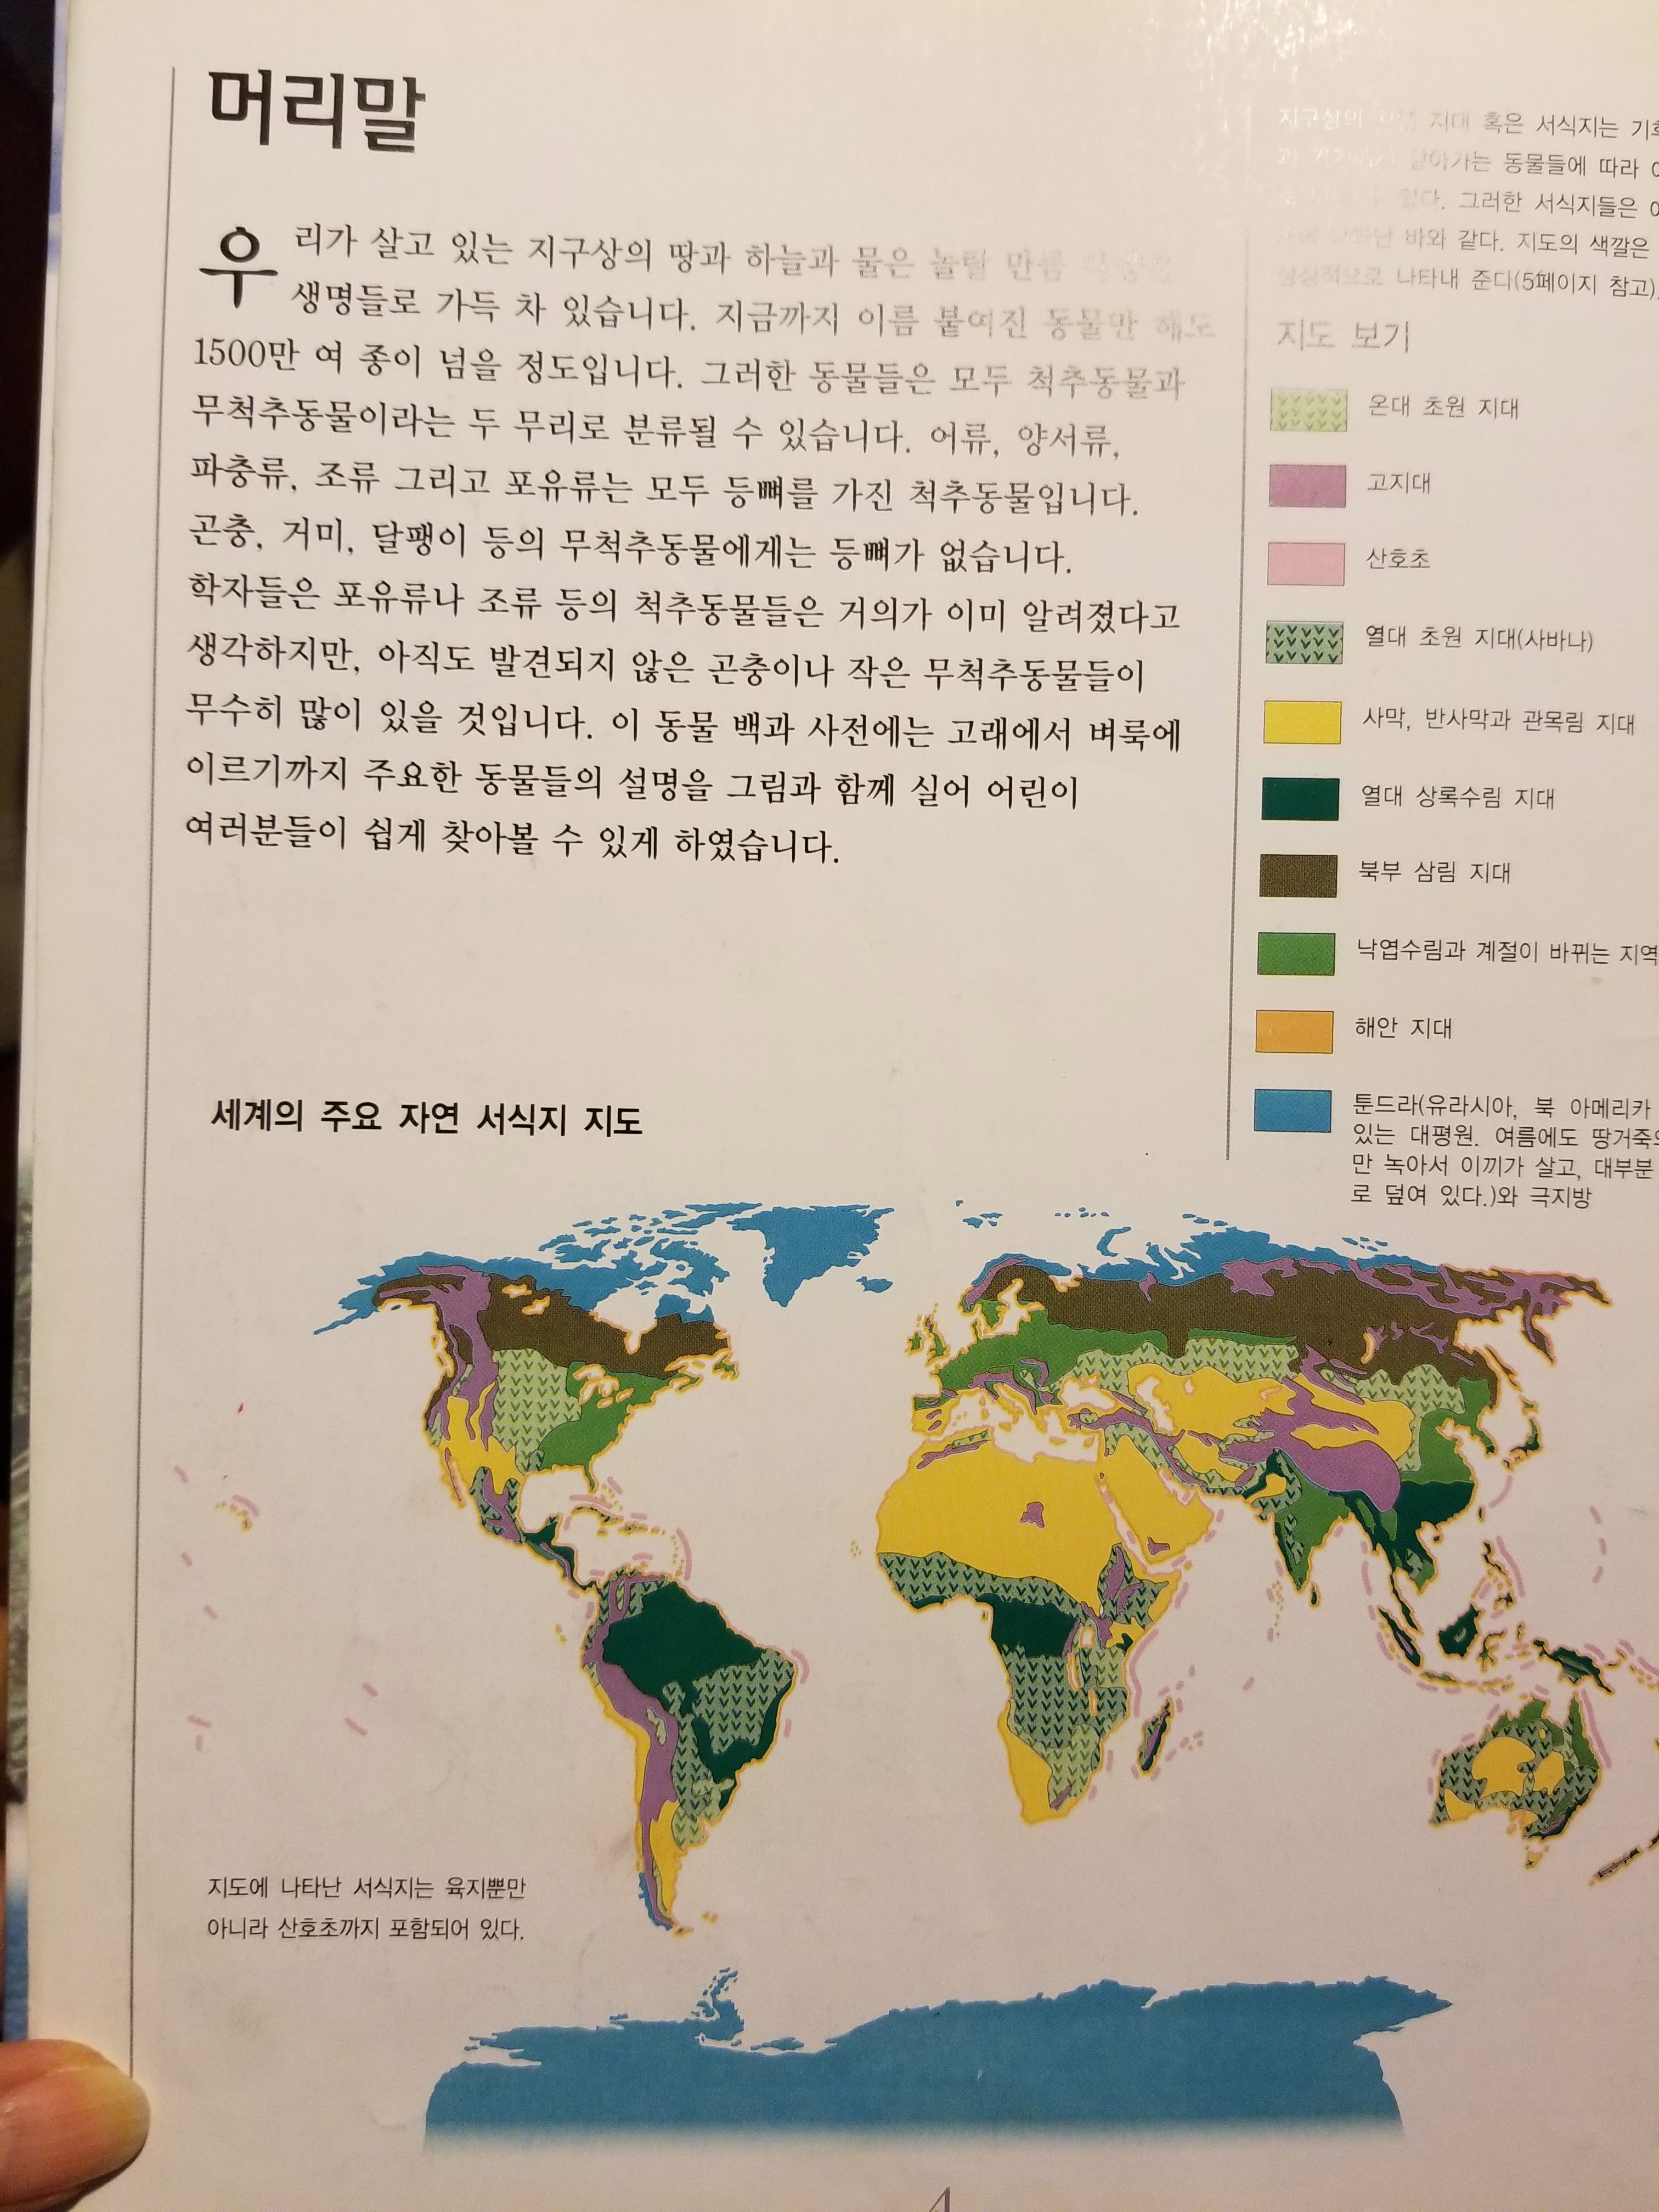 머리말
우리가 살고 있는 지구상의 땅과 하늘과 물은 놀랄 만큼
생명들로 가득 차 있습니다. 지금까지 이름 붙여진 동물만 해도
1500만 여 종이 넘을 정도입니다. 그러한 동물들은 모두 척추동물과
무척추동물이라는 두 무리로 분류될 수 있습니다. 어류, 양서류,
파충류, 조류 그리고 포유류는 모두 등뼈를 가진 척추동물입니다.
곤충, 거미, 달팽이 등의 무척추동물에게는 등뼈가 없습니다.
학자들은 포유류나 조류 등의 척추동물들은 거의가 이미 알려졌다고
생각하지만, 아직도 발견되지 않은 곤충이나 작은 무척추동물들이
무수히 많이 있을 것입니다. 이 동물 백과 사전에는 고래에서 벼룩에
이르기까지 주요한 동물들의 설명을 그림과 함께 실어 어린이
여러분들이 쉽게 찾아볼 수 있게 하였습니다.
지구상의 지대 혹은 서식지는
살아가는 동물들에 따라
있다. 그러한 서식지들은
바와 같다. 지도의 색깔은
상징적으로 나타내 준다(5페이지 참고).
지도 보기
온대 초원 지대
고지대
산호초
열대 초원 지대(사바나)
사막, 반사막과 관목림 지대
열대 상록수림 지대
북부 삼림 지대
낙엽수림과 계절이 바뀌는 지역
해안 지대
툰드라(유라시아, 북 아메리카
있는 대평원. 여름에도 땅거죽
만 녹아서 이끼가 살고, 대부분
로 덮여 있다.)와 극지방
세계의 주요 자연 서식지 지도
지도에 나타난 서식지는 육지뿐만
아니라 산호초까지 포함되어 있다.
4